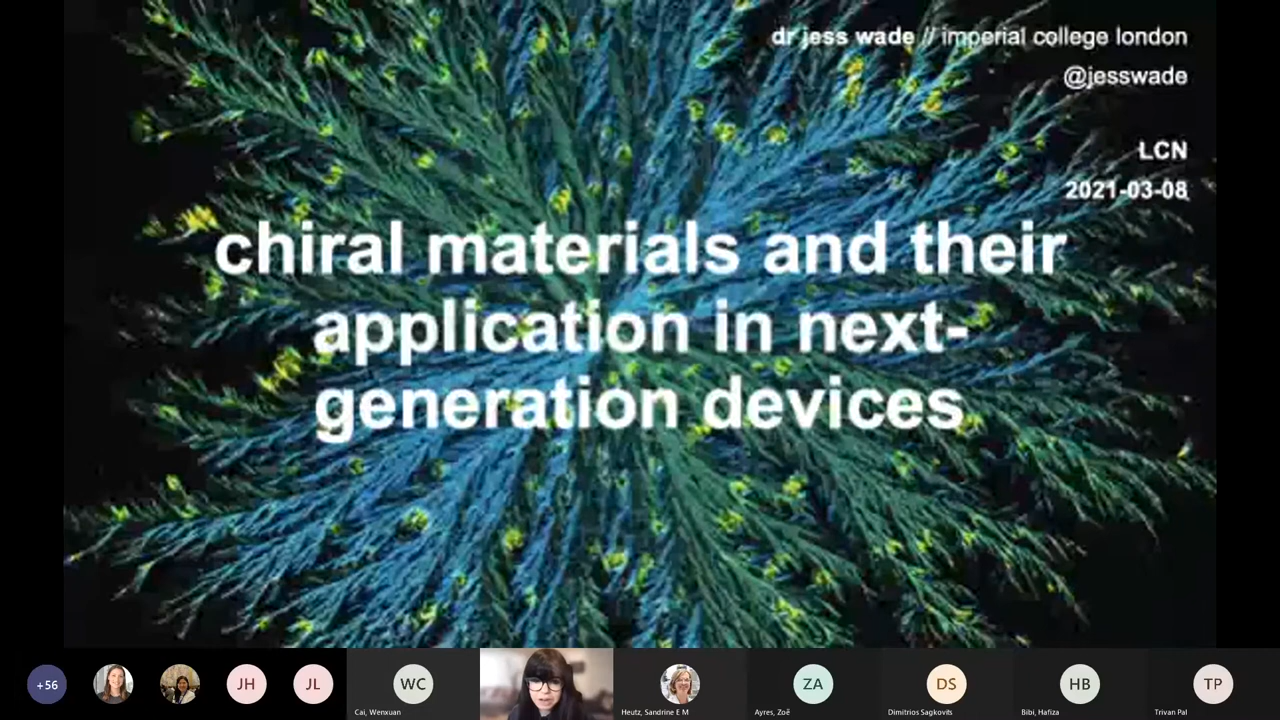 dr jess wade // imperial college london
@jesswade
LCN
2021-03-08
chiral materials and their
application in next-
generation devices
+56
JH
JL
WC
Cai, Wenxuan
Heutz, Sandrine E M
ZA
Ayres, Zoë
DS
Dimitrios Sagkovits
HB
Bibi, Hafiza
TP
Trivan Pal